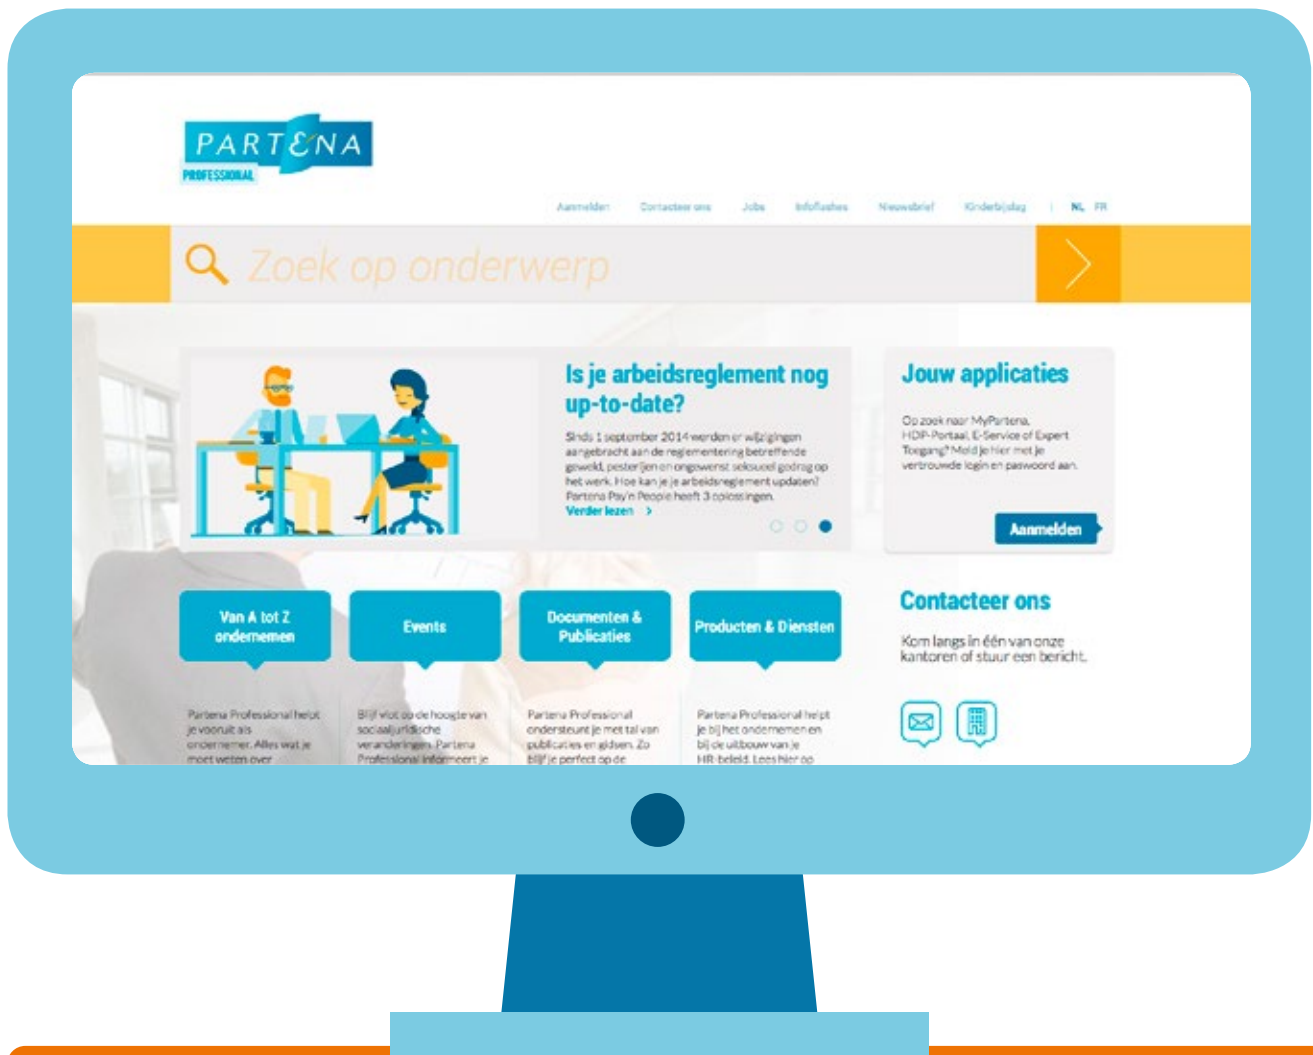 PARTENA
PROFESSIONAL
Aanmelden Contacteer ons Jobs Infoflashes Nieuwsbrief Kinderbijslag | NL FR
Zoek op onderwerp
Is je arbeidsreglement nog
up-to-date?
Sinds 1 september 2014 werden er wijzigingen
aangebracht aan de reglementering betreffende
geweld, pesterijen en ongewenst seksueel gedrag op
het werk. Hoe kan je je arbeidsreglement updaten?
Partena Pay'n People heeft 3 oplossingen.
Verder lezen >
Jouw applicaties
Op zoek naar MyPartena,
HDP-Portaal, E-Service of Expert
Toegang? Meld je hier met je
vertrouwde login en paswoord aan.
Aanmelden
Van A tot Z
ondernemen
Events
Documenten &
Publicaties
Producten & Diensten
Contacteer ons
Kom langs in één van onze
kantoren of stuur een bericht.
Partena Professional helpt
je vooruit als
ondernemer. Alles wat je
moet weten over
Blijf vlot op de hoogte van
sociaaljuridische
veranderingen. Partena
Professional informeert je
Partena Professional
ondersteunt je met tal van
publicaties en gidsen. Zo
blijf je perfect op de
Partena Professional helpt
je bij het ondernemen en
bij de uitbouw van je
HR-beleid. Lees hier op